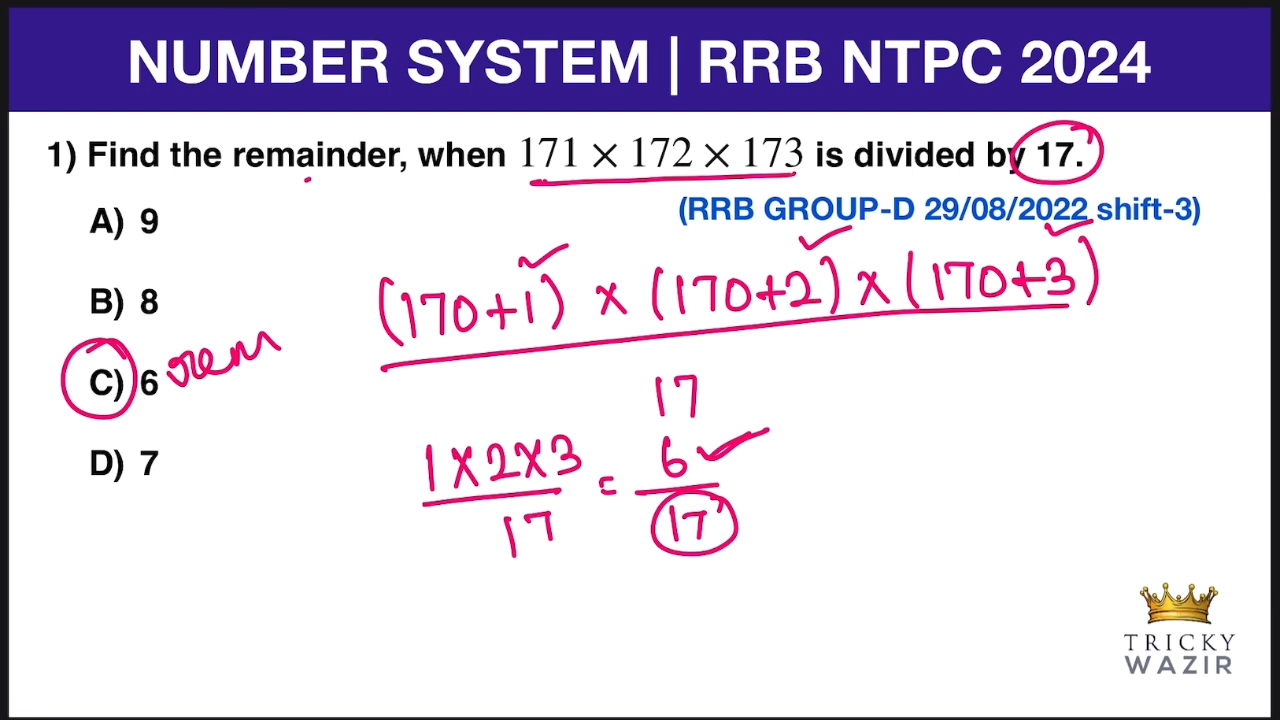 NUMBER SYSTEM | RRB NTPC 2024
1) Find the remainder, when 171 × 172 × 173 is divided by 17.
(RRB GROUP-D 29/08/2022 shift-3)
A) 9
(170+1) × (170+2) × (170+3)
17
B) 8
C) 6 rem
D) 7
1×2×3 = 6
17 17
TRICKY
WAZIR